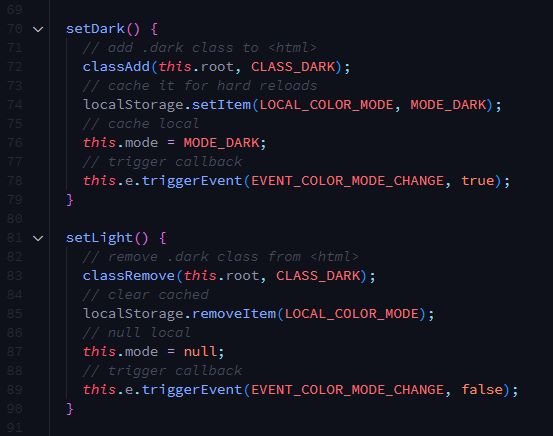 69
70 setDark() {
71 // add .dark class to <html>
72 classAdd(this.root, CLASS_DARK);
73 // cache it for hard reloads
74 localStorage.setItem(LOCAL_COLOR_MODE, MODE_DARK);
75 // cache local
76 this.mode = MODE_DARK;
77 // trigger callback
78 this.e.triggerEvent(EVENT_COLOR_MODE_CHANGE, true);
79 }
80
81 setLight() {
82 // remove .dark class from <html>
83 classRemove(this.root, CLASS_DARK);
84 // clear cached
85 localStorage.removeItem(LOCAL_COLOR_MODE);
86 // null local
87 this.mode = null;
88 // trigger callback
89 this.e.triggerEvent(EVENT_COLOR_MODE_CHANGE, false);
90 }
91